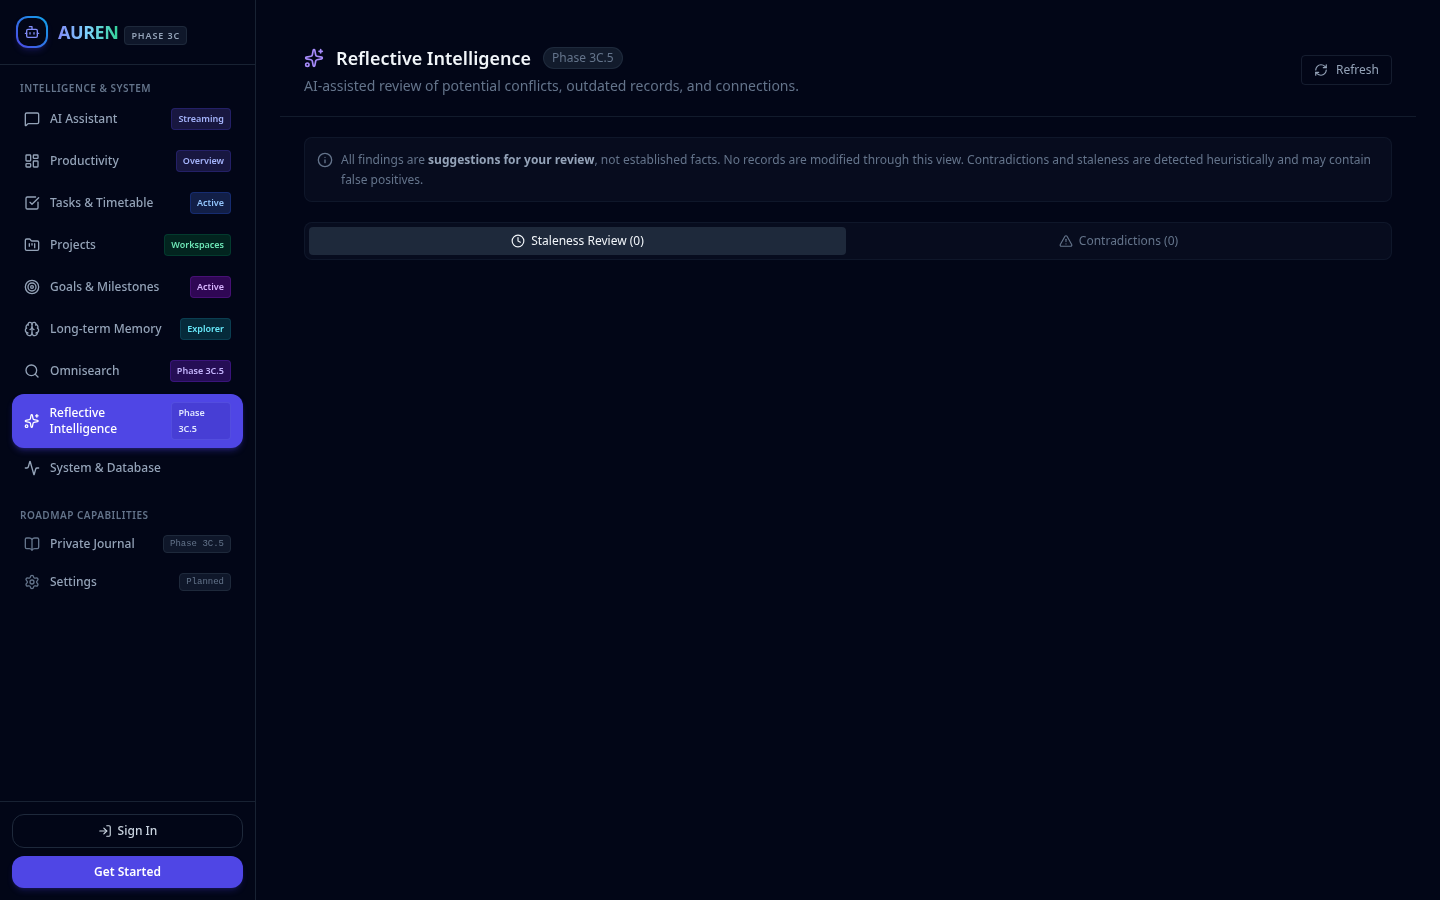 AUREN PHASE 3C
INTELLIGENCE & SYSTEM
AI Assistant Streaming
Productivity Overview
Tasks & Timetable Active
Projects Workspaces
Goals & Milestones Active
Long-term Memory Explorer
Omnisearch Phase 3C.5
Reflective Phase
Intelligence 3C.5
System & Database
ROADMAP CAPABILITIES
Private Journal Phase 3C.5
Settings Planned
Sign In
Get Started
Reflective Intelligence Phase 3C.5
AI-assisted review of potential conflicts, outdated records, and connections.
Refresh
All findings are suggestions for your review, not established facts. No records are modified through this view. Contradictions and staleness are detected heuristically and may contain
false positives.
Staleness Review (0) Contradictions (0)